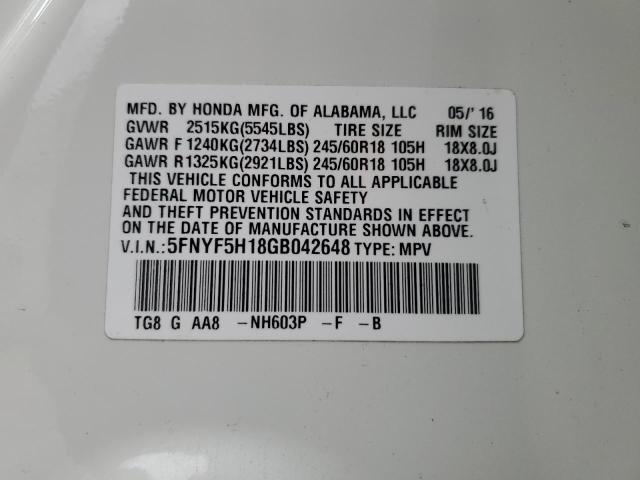 MFD. BY HONDA MFG. OF ALABAMA, LLC 05/' 16
GVWR 2515KG(5545LBS) TIRE SIZE RIM SIZE
GAWR F 1240KG(2734LBS) 245/60R18 105H 18X8.0J
GAWR R1325KG(2921LBS) 245/60R18 105H 18X8.0J
THIS VEHICLE CONFORMS TO ALL APPLICABLE
FEDERAL MOTOR VEHICLE SAFETY
AND THEFT PREVENTION STANDARDS IN EFFECT
ON THE DATE OF MANUFACTURE SHOWN ABOVE.
V.I.N.:5FNYF5H18GB042648 TYPE: MPV
TG8 G AA8 -NH603P -F -B